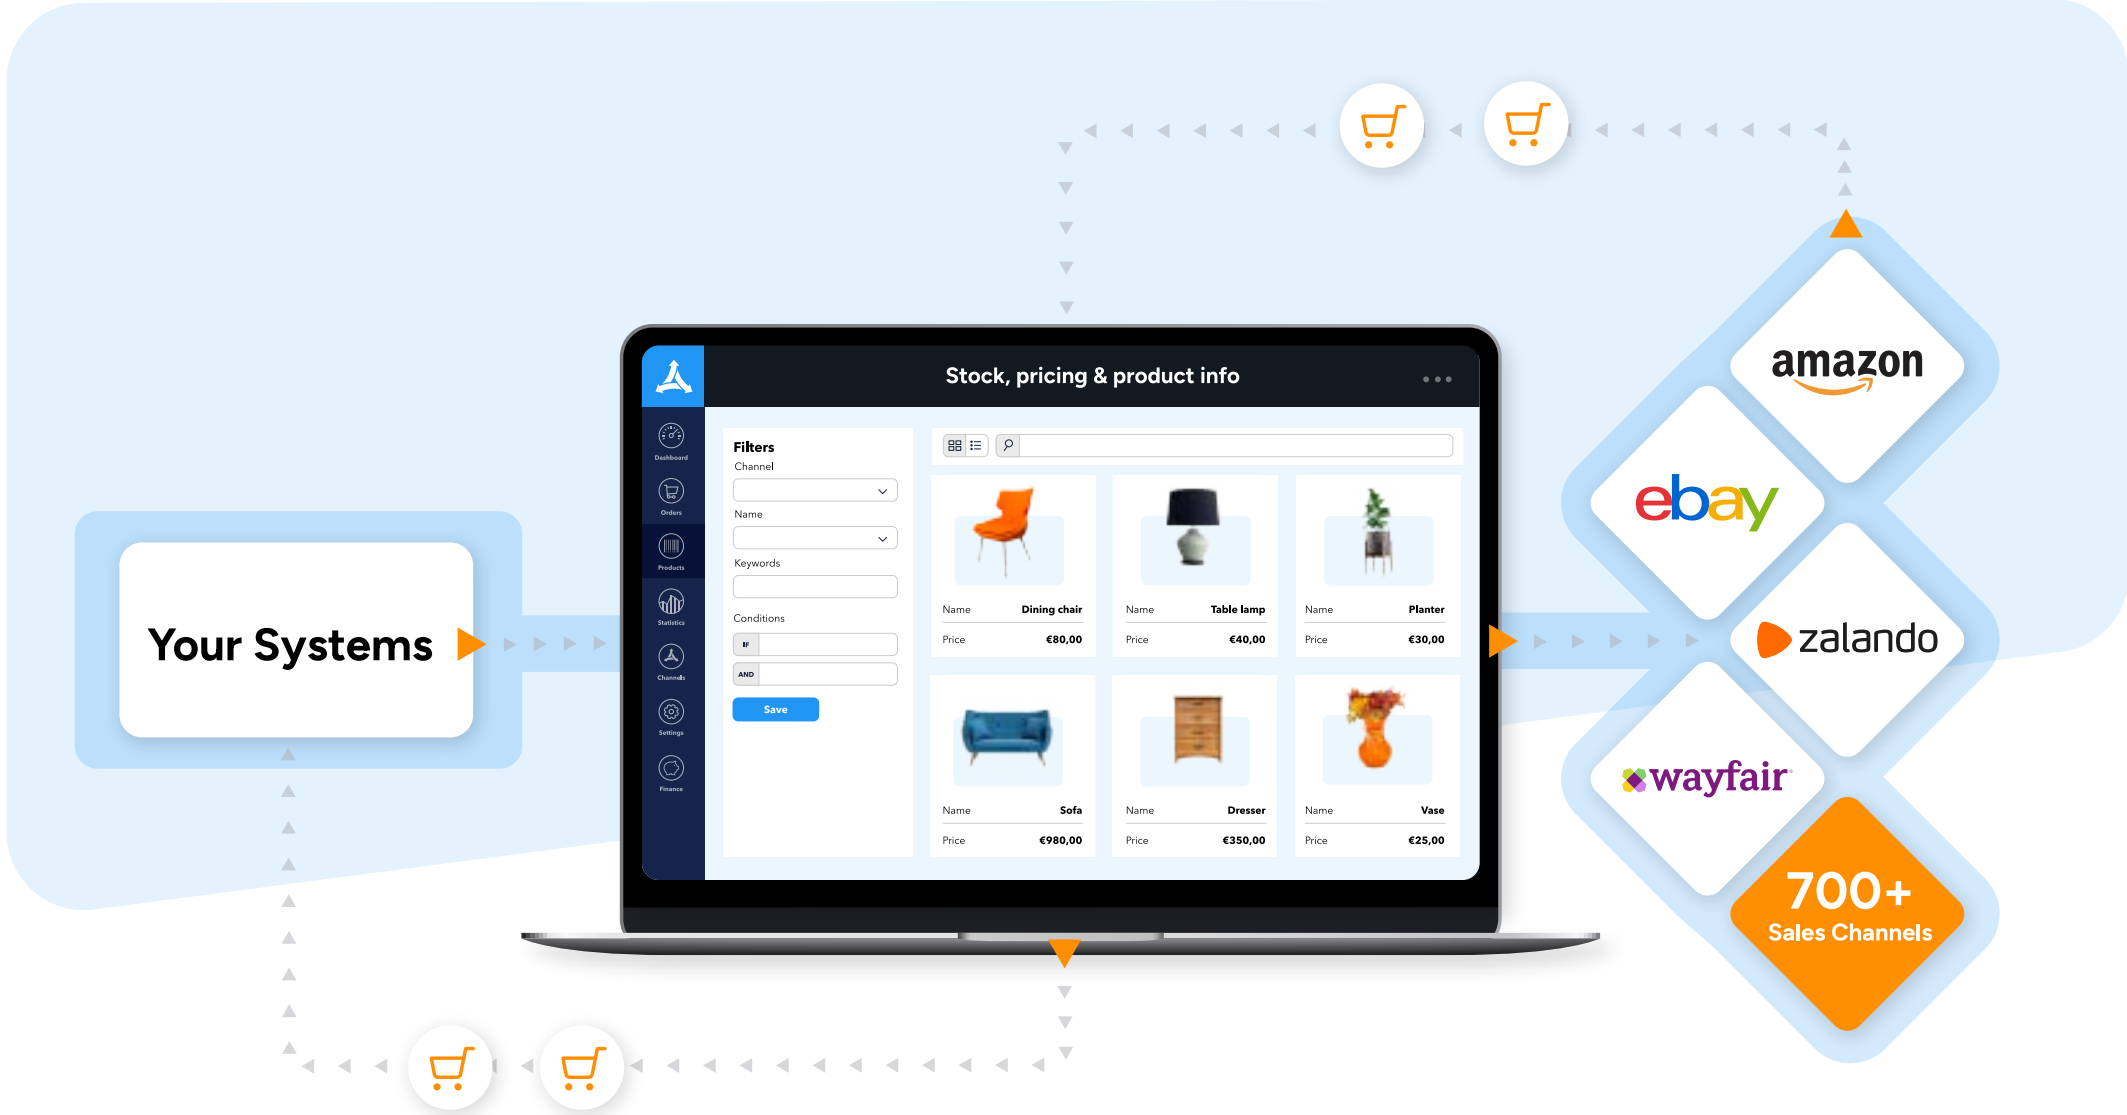 Your Systems
Stock, pricing & product info
Dashboard
Orders
Products
Statistics
Channels
Settings
Finance
Filters
Channel
Name
Keywords
Conditions
IF
AND
Save
Name Dining chair
Price €80,00
Name Table lamp
Price €40,00
Name Planter
Price €30,00
Name Sofa
Price €980,00
Name Dresser
Price €350,00
Name Vase
Price €25,00
amazon
ebay
zalando
wayfair
700+
Sales Channels